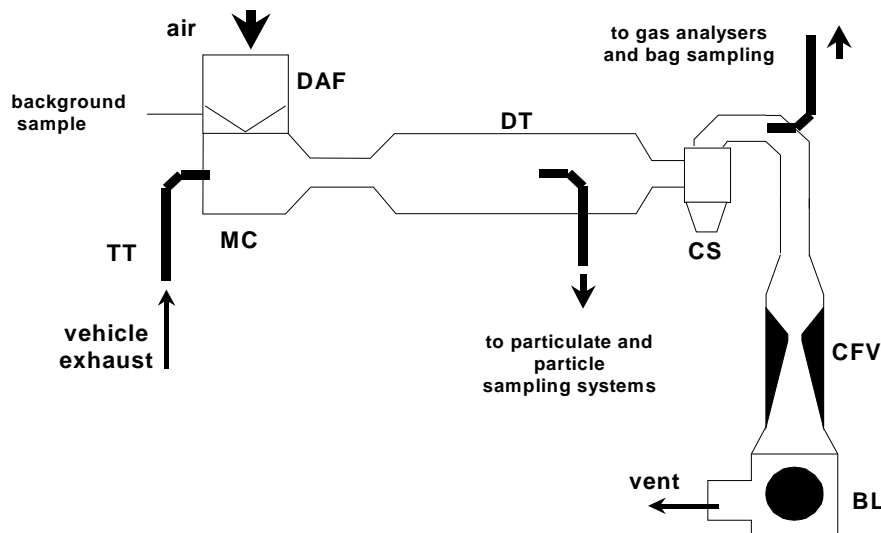 air
DAF
background
sample
TT
MC
vehicle
exhaust
DT
to particulate and
particle
sampling systems
to gas analysers
and bag sampling
CS
CFV
vent
BL